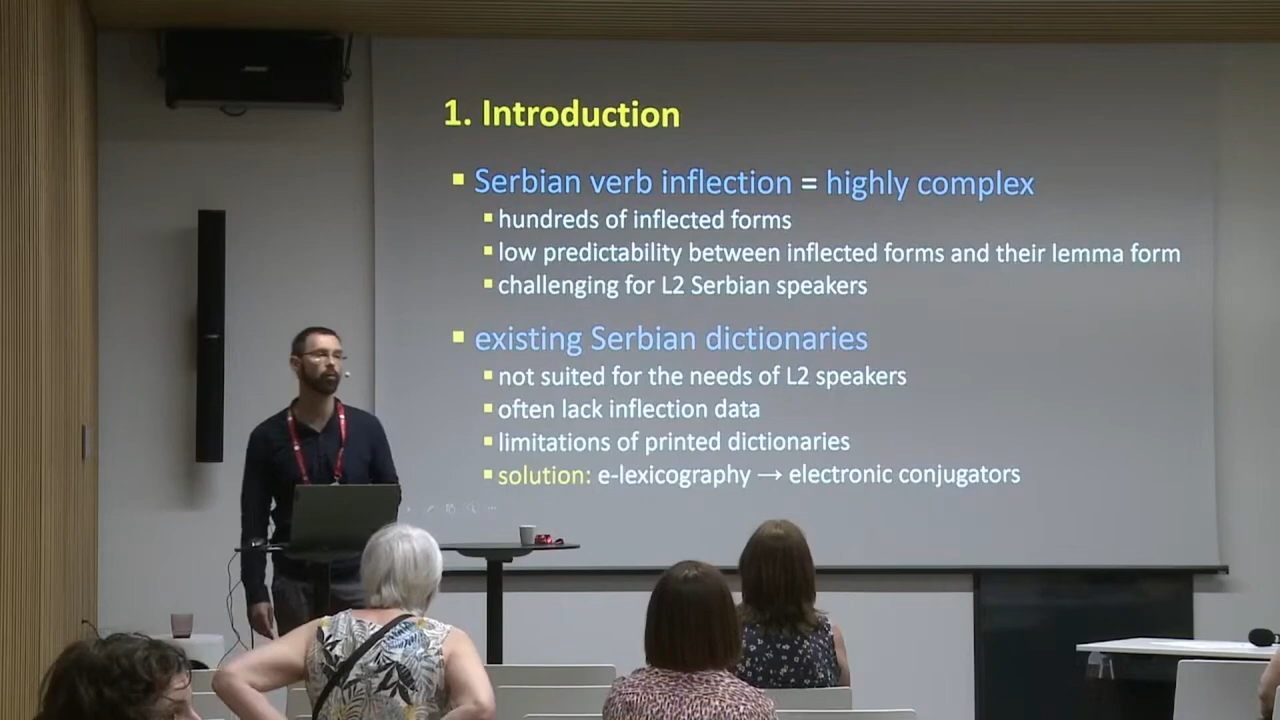 1. Introduction
Serbian verb inflection = highly complex
hundreds of inflected forms
low predictability between inflected forms and their lemma form
challenging for L2 Serbian speakers
existing Serbian dictionaries
not suited for the needs of L2 speakers
often lack inflection data
limitations of printed dictionaries
solution: e-lexicography → electronic conjugators